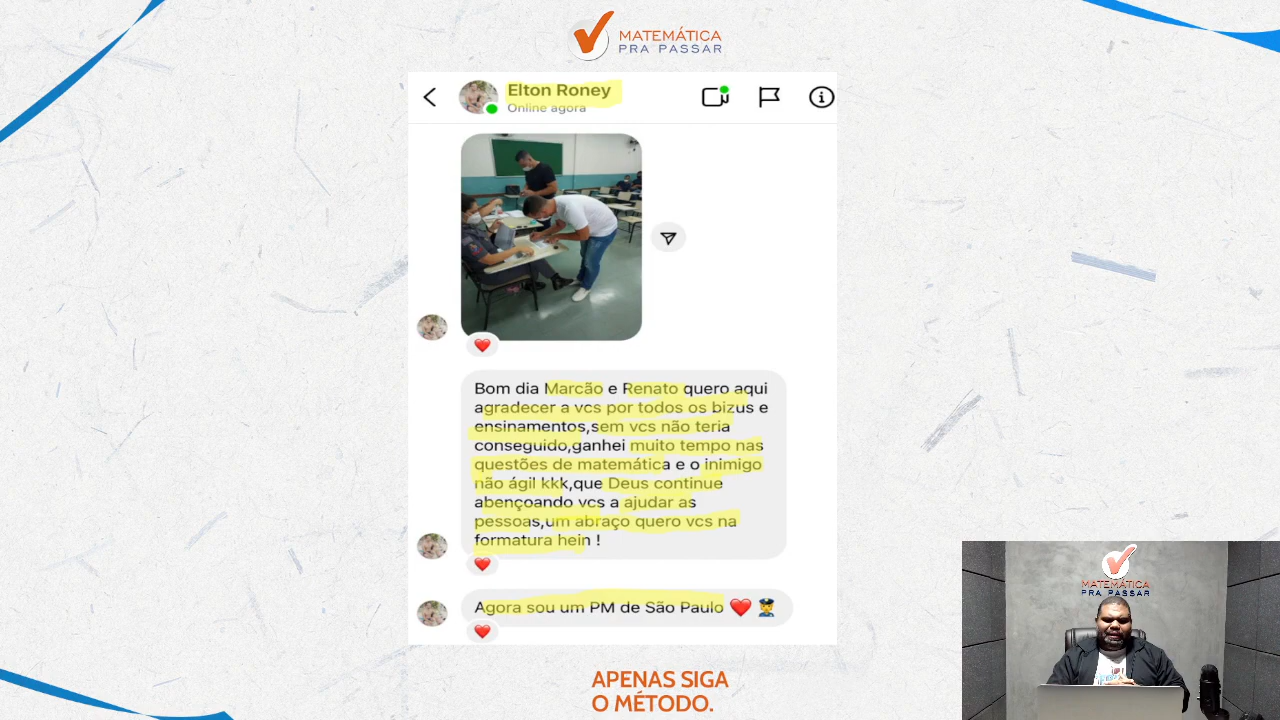 MATEMÁTICA
PRA PASSAR
Elton Roney
Online agora
Bom dia Marcão e Renato quero aqui
agradecer a vcs por todos os bizus e
ensinamentos,sem vcs não teria
conseguido,ganhei muito tempo nas
questões de matemática e o inimigo
não ágil kkk,que Deus continue
abençoando vcs a ajudar as
pessoas,um abraço quero vcs na
formatura hein !
Agora sou um PM de São Paulo ❤️ 👮
APENAS SIGA
O MÉTODO.
MATEMÁTICA
PRA PASSAR